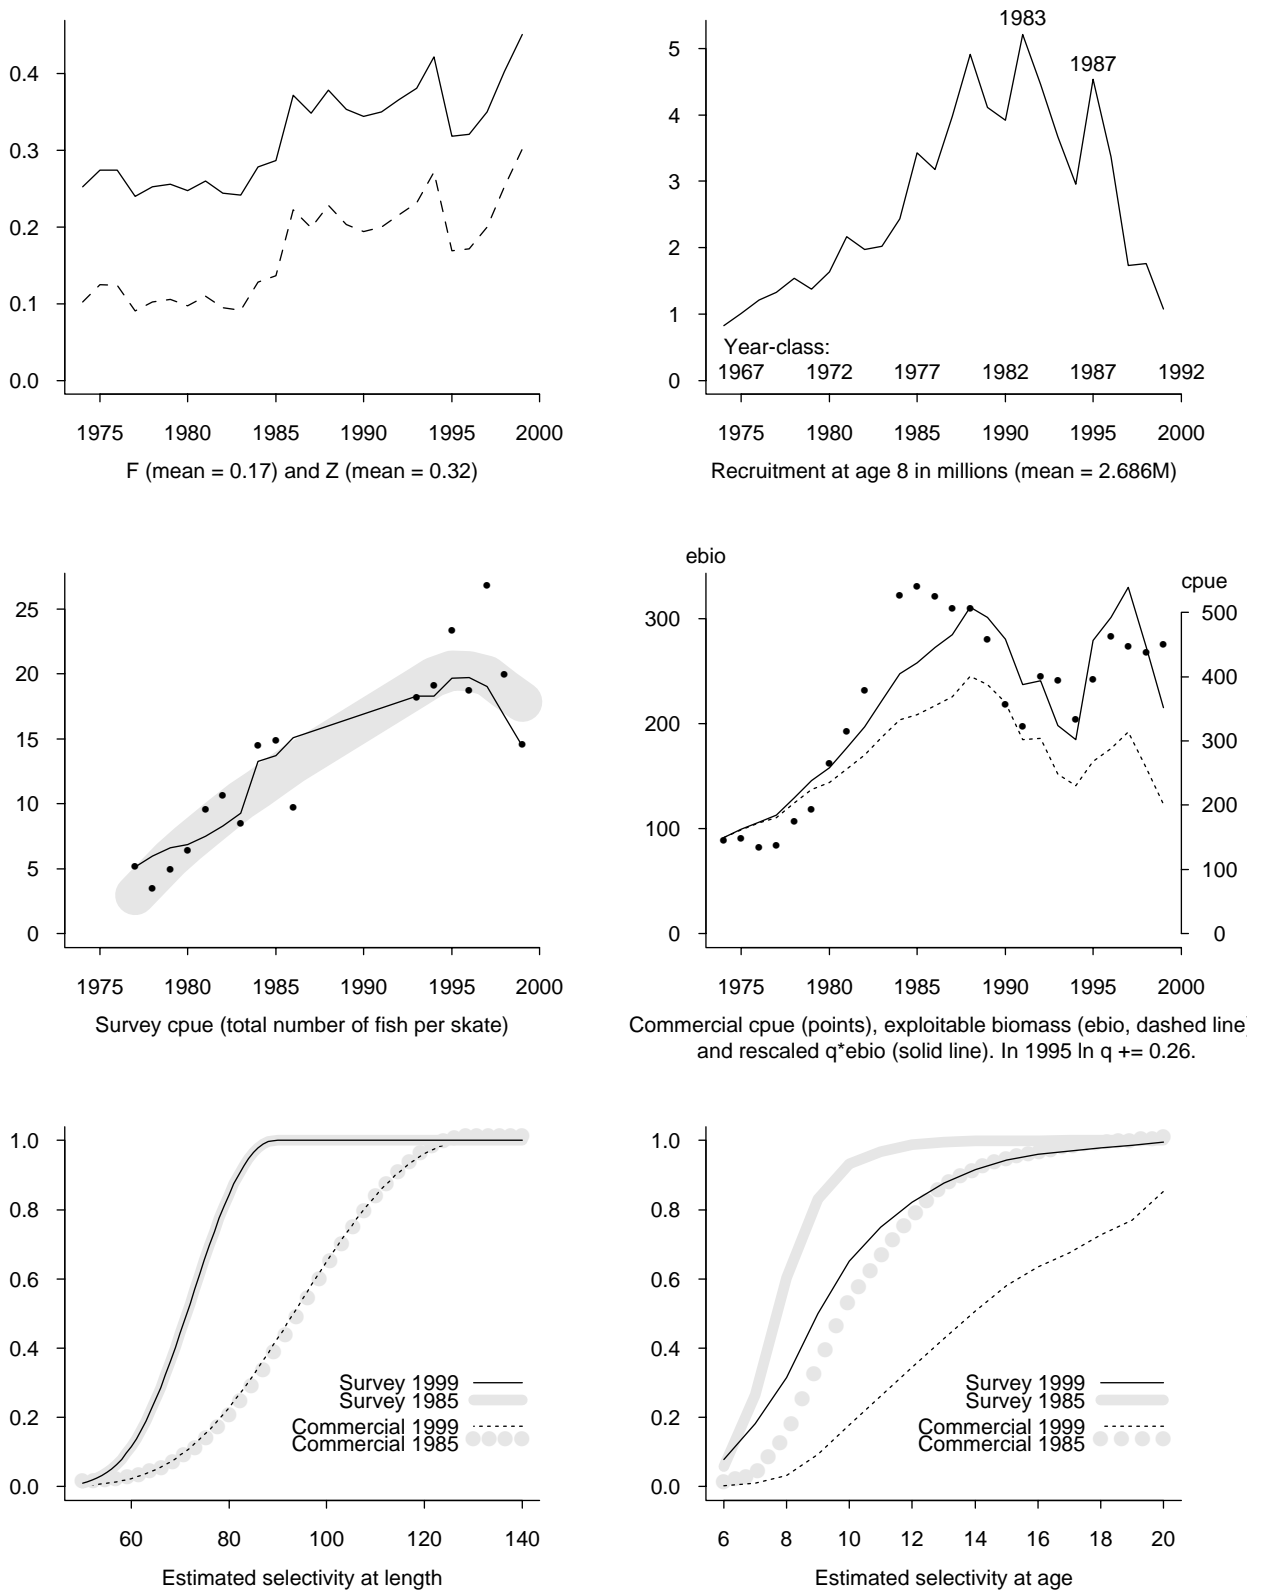 0.4
0.3
0.2
0.1
0.0
1975 1980 1985 1990 1995 2000
F (mean = 0.17) and Z (mean = 0.32)
1983
1987
5
4
3
2
1
0
Year-class:
1967 1972 1977 1982 1987 1992
1975 1980 1985 1990 1995 2000
Recruitment at age 8 in millions (mean = 2.686M)
25
20
15
10
5
0
1975 1980 1985 1990 1995 2000
Survey cpue (total number of fish per skate)
ebio
cpue
300
200
100
0
500
400
300
200
100
0
1975 1980 1985 1990 1995 2000
Commercial cpue (points), exploitable biomass (ebio, dashed line)
and rescaled q*ebio (solid line). In 1995 ln q += 0.26.
1.0
0.8
0.6
0.4
0.2
0.0
Survey 1999
Survey 1985
Commercial 1999
Commercial 1985
60 80 100 120 140
Estimated selectivity at length
1.0
0.8
0.6
0.4
0.2
0.0
Survey 1999
Survey 1985
Commercial 1999
Commercial 1985
6 8 10 12 14 16 18 20
Estimated selectivity at age